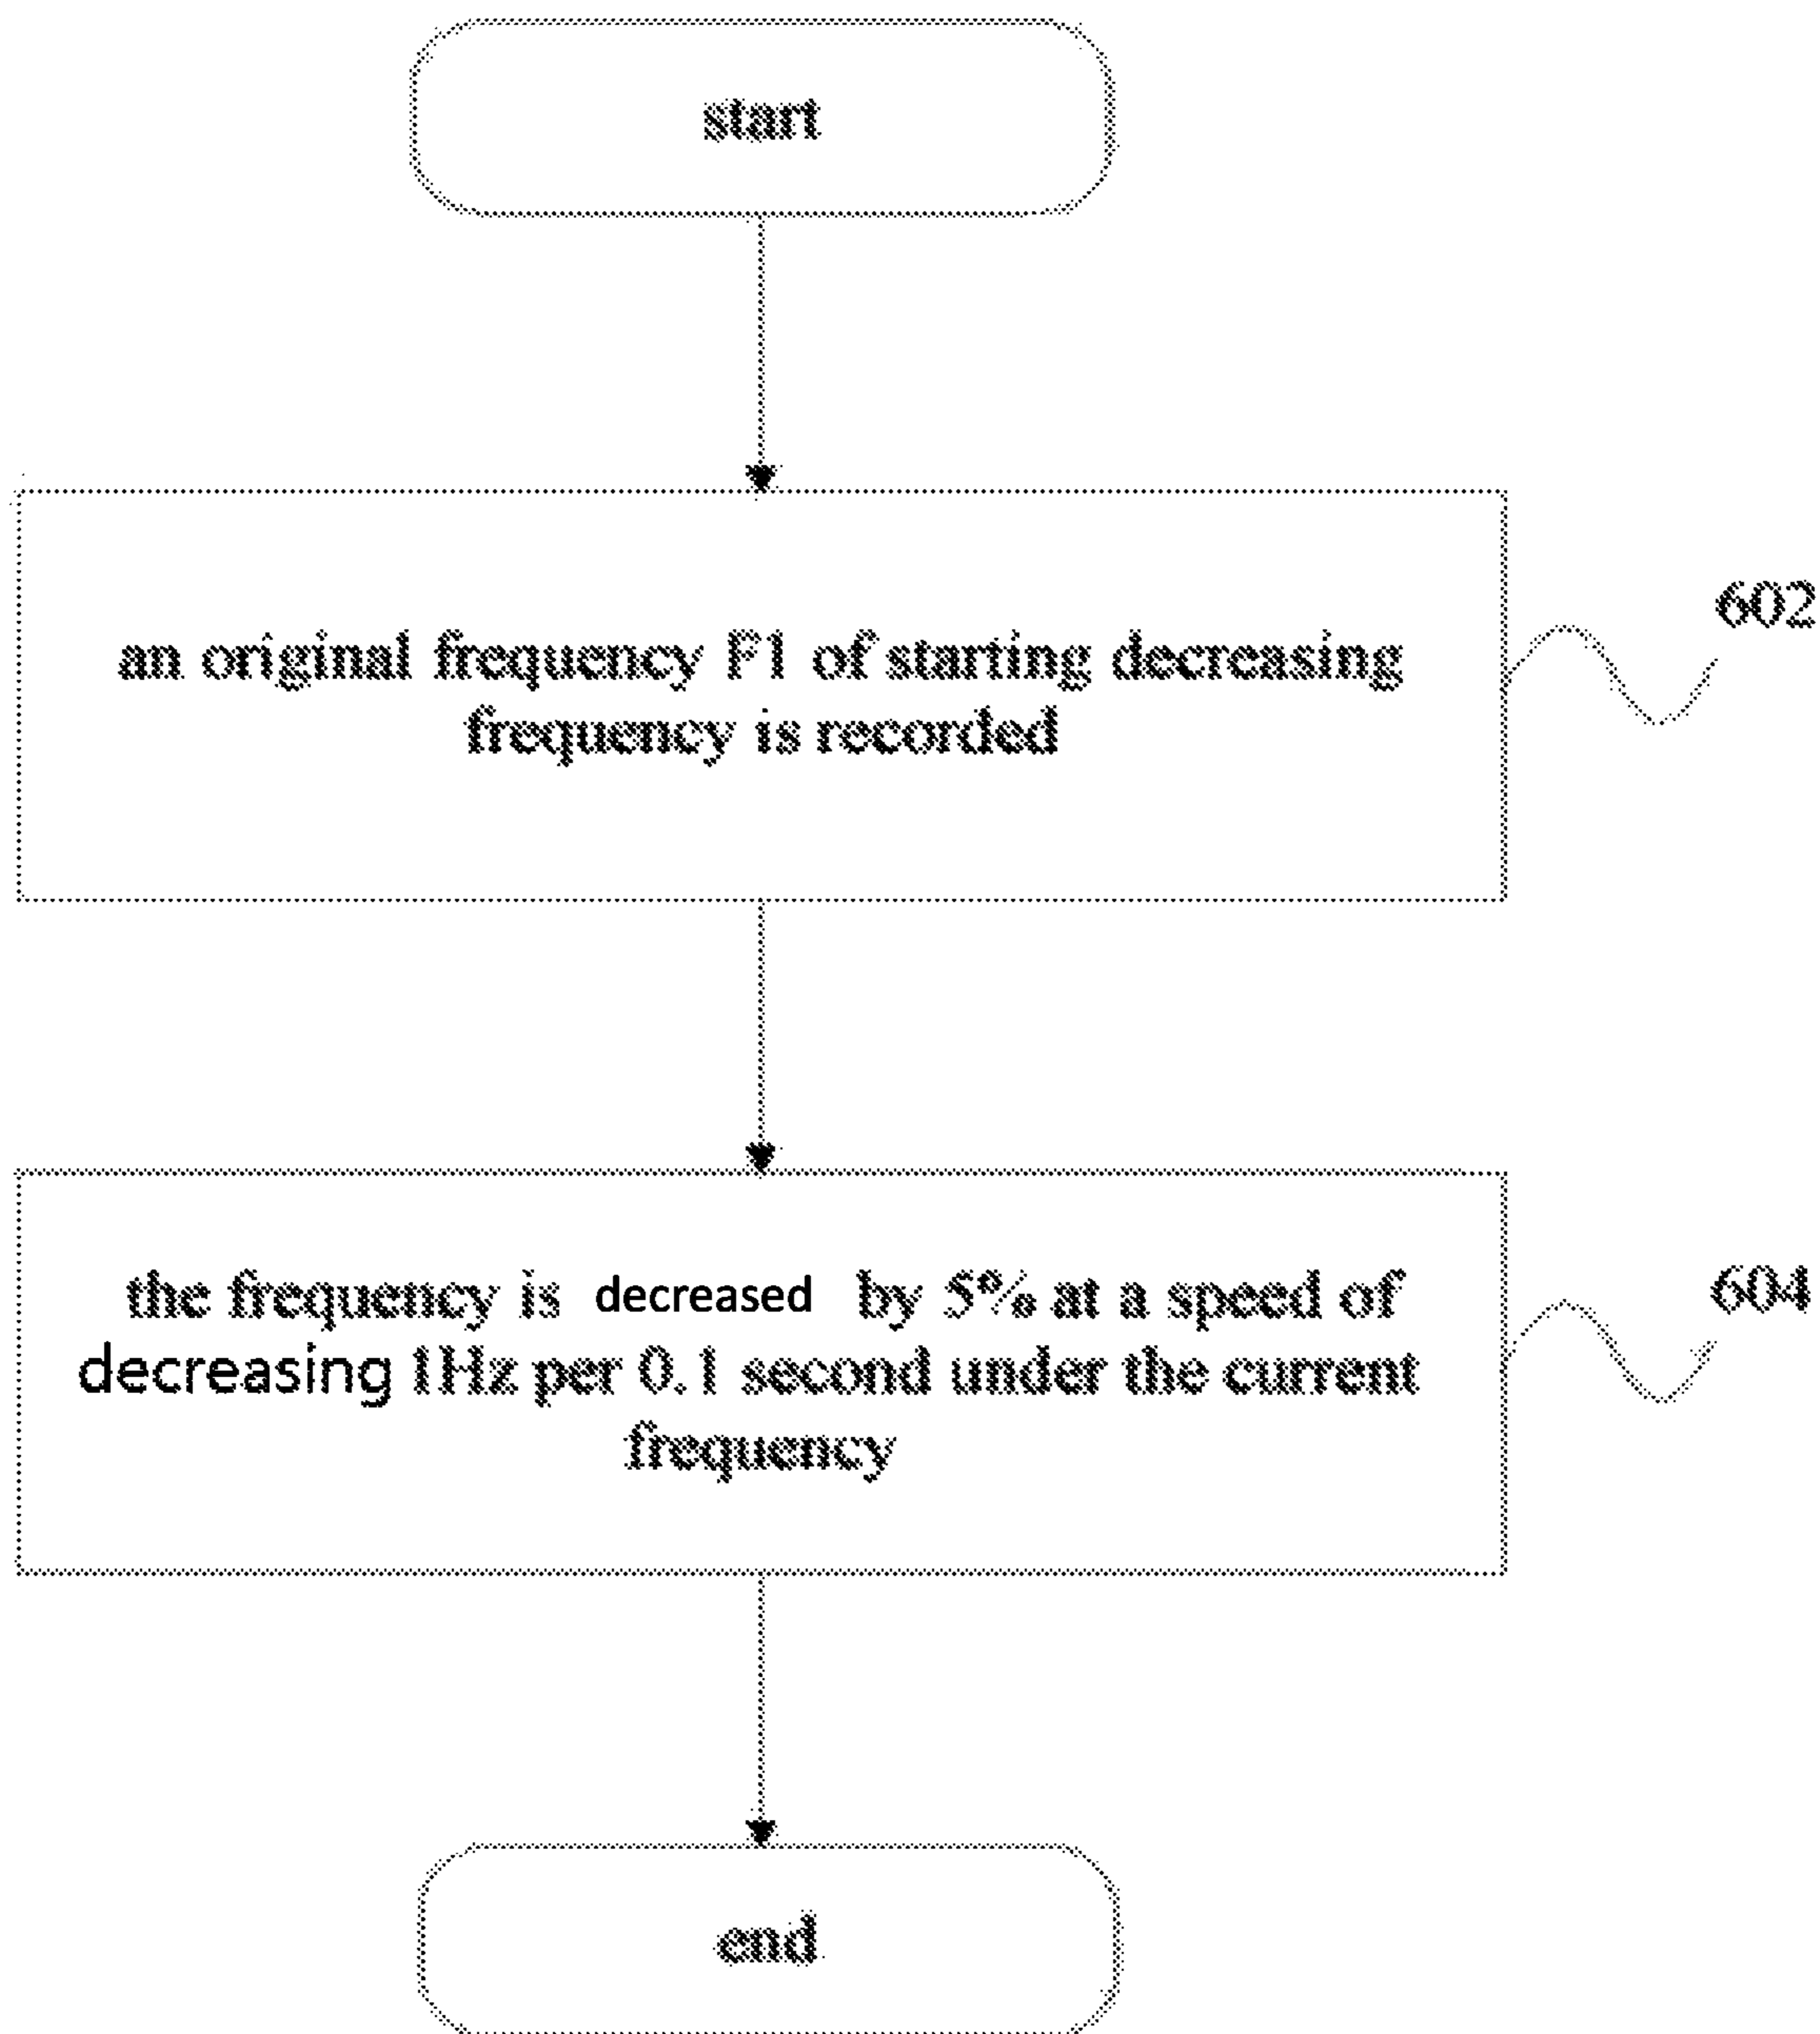 start
an original frequency F1 of starting decreasing
frequency is recorded
602
the frequency is decreased by 5% at a speed of
decreasing 1Hz per 0.1 second under the current
frequency
604
end